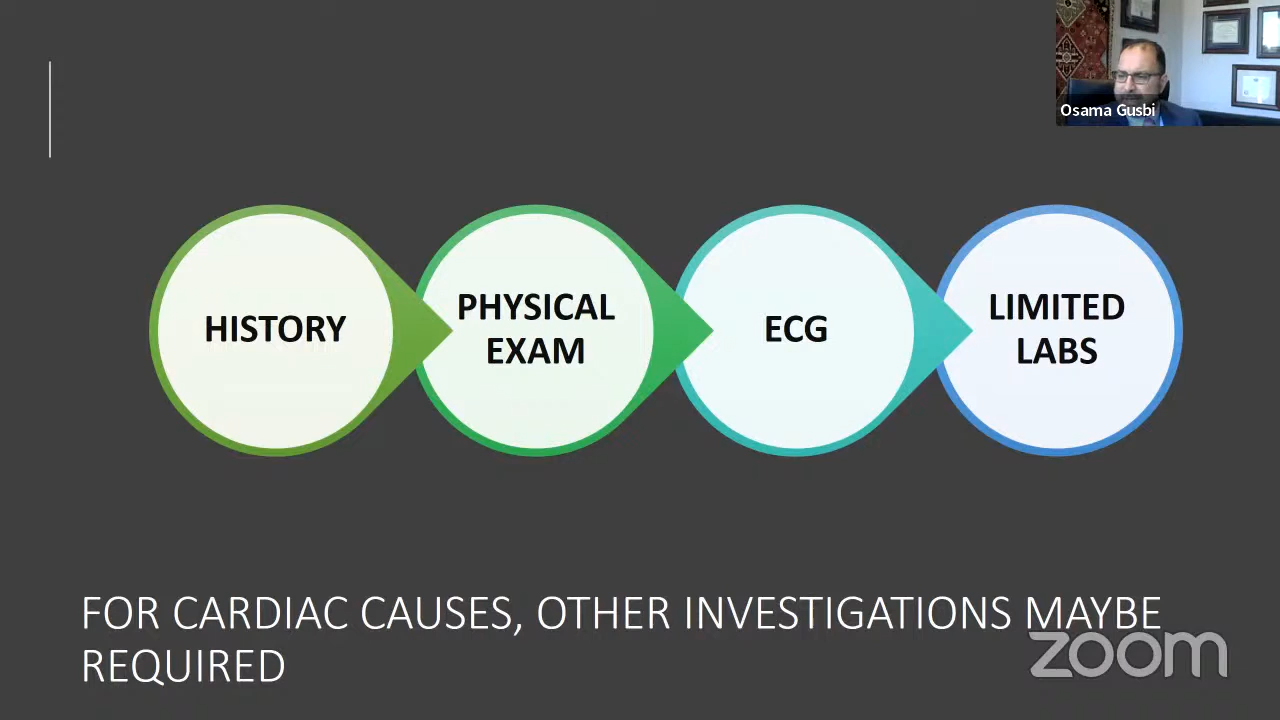 Osama Gusbi
HISTORY
PHYSICAL
EXAM
ECG
LIMITED
LABS
FOR CARDIAC CAUSES, OTHER INVESTIGATIONS MAYBE
REQUIRED
zoom